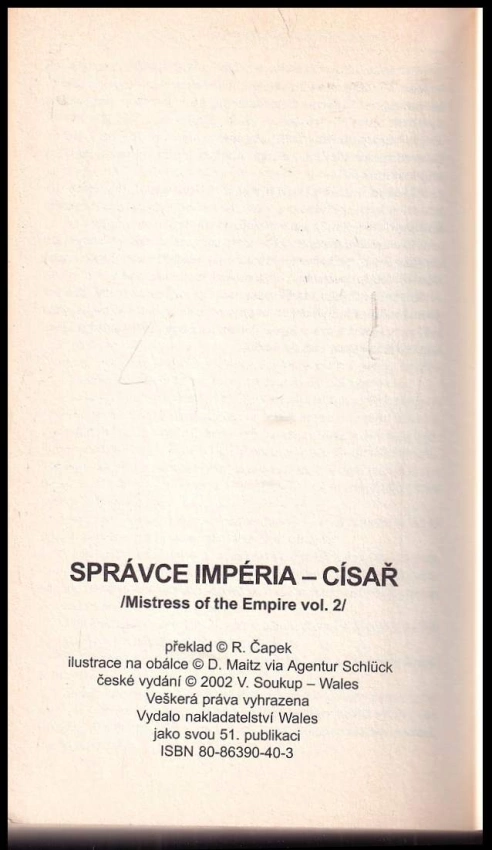 SPRÁVCE IMPÉRIA – CÍSAŘ
/Mistress of the Empire vol. 2/
překlad © R. Čapek
ilustrace na obálce © D. Maitz via Agentur Schlück
české vydání © 2002 V. Soukup – Wales
Veškerá práva vyhrazena
Vydalo nakladatelství Wales
jako svou 51. publikaci
ISBN 80-86390-40-3